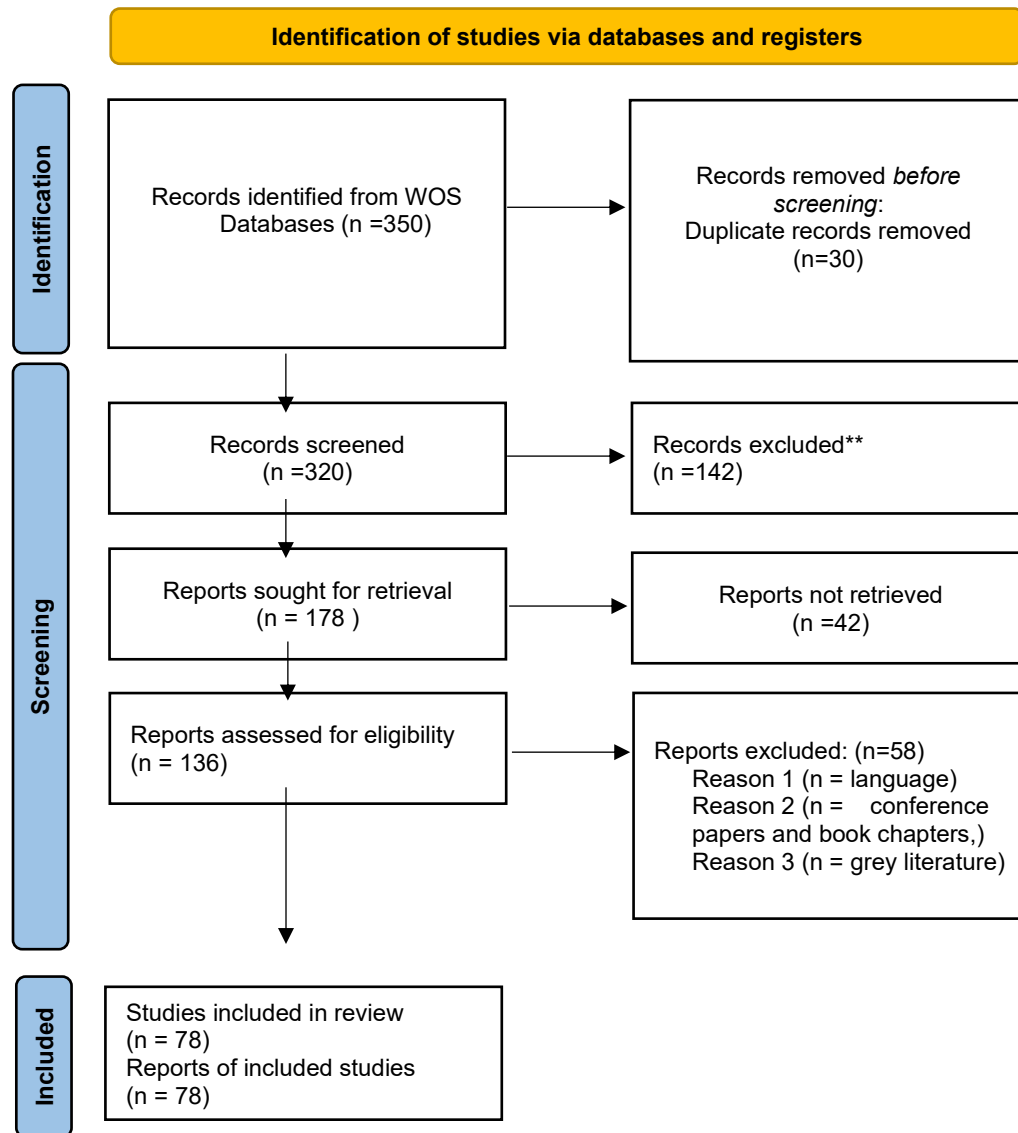 Identification of studies via databases and registers
Identification
Records identified from WOS
Databases (n =350)
Records removed before
screening:
Duplicate records removed
(n=30)
Screening
Records screened
(n =320)
Records excluded**
(n =142)
Reports sought for retrieval
(n = 178 )
Reports not retrieved
(n =42)
Reports assessed for eligibility
(n = 136)
Reports excluded: (n=58)
Reason 1 (n = language)
Reason 2 (n = conference
papers and book chapters,)
Reason 3 (n = grey literature)
Included
Studies included in review
(n = 78)
Reports of included studies
(n = 78)